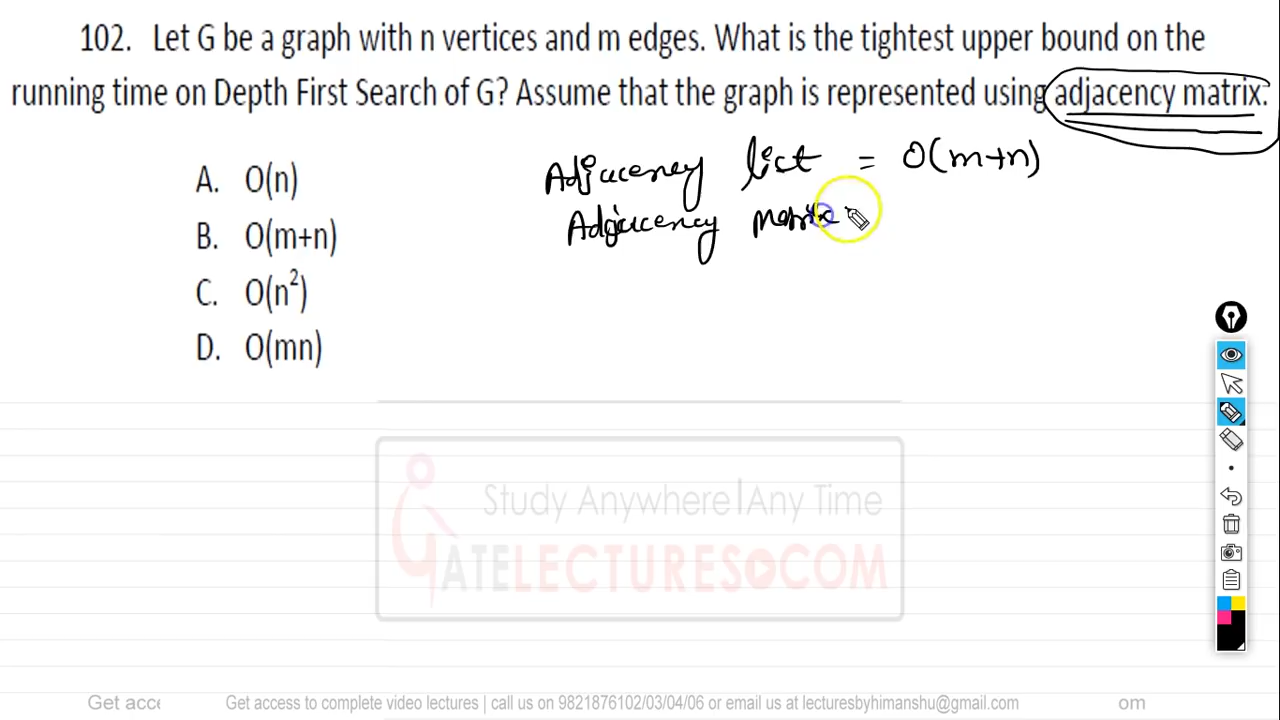 102. Let G be a graph with n vertices and m edges. What is the tightest upper bound on the
running time on Depth First Search of G? Assume that the graph is represented using adjacency matrix.
A. O(n)
B. O(m+n)
C. O(n²)
D. O(mn)
Adjacency list = O(m+n)
Adjacency matrix
Study Anywhere|Any Time
GATELECTURES.COM
Get acce
Get access to complete video lectures | call us on 9821876102/03/04/06 or email us at lecturesbyhimanshu@gmail.com
om